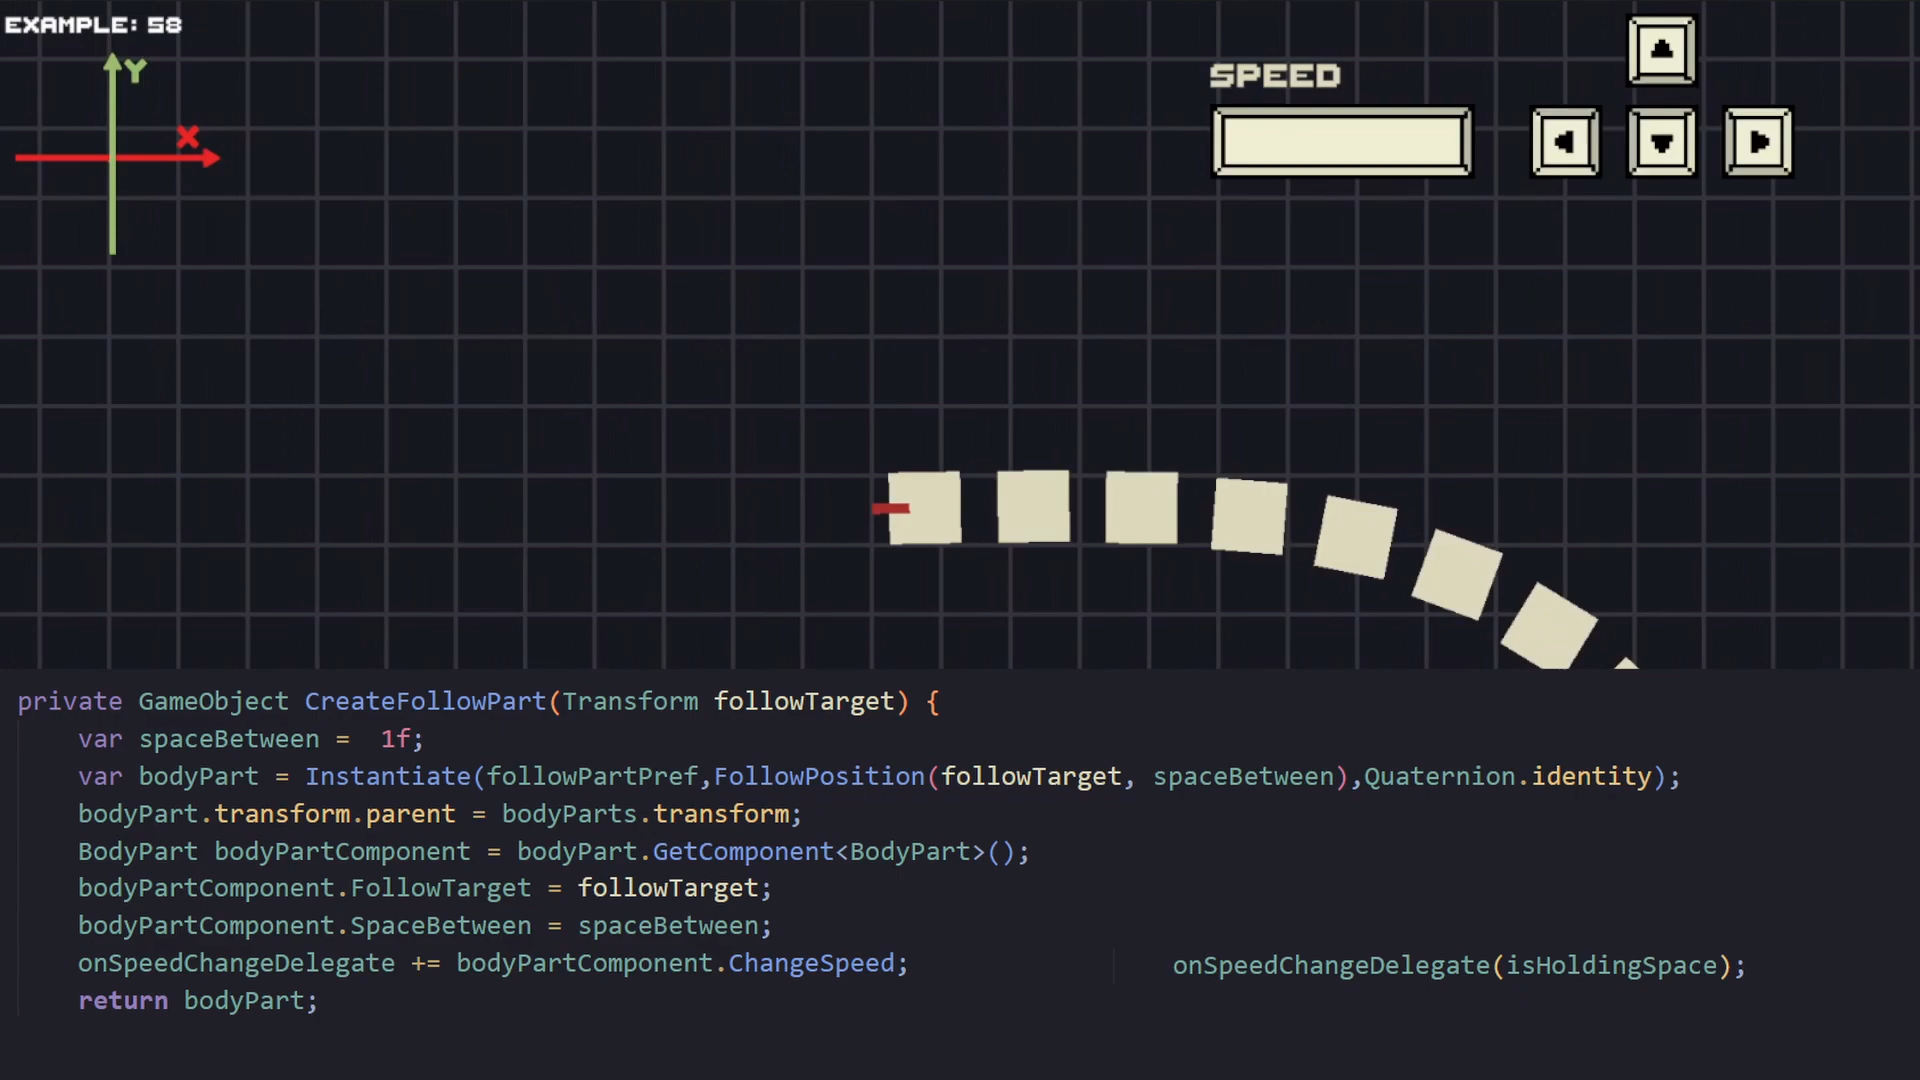 EXAMPLE: 58
Y
X
SPEED
private GameObject CreateFollowPart(Transform followTarget) {
var spaceBetween =  1f;
var bodyPart = Instantiate(followPartPref,FollowPosition(followTarget, spaceBetween),Quaternion.identity);
bodyPart.transform.parent = bodyParts.transform;
BodyPart bodyPartComponent = bodyPart.GetComponent<BodyPart>();
bodyPartComponent.FollowTarget = followTarget;
bodyPartComponent.SpaceBetween = spaceBetween;
onSpeedChangeDelegate += bodyPartComponent.ChangeSpeed;
onSpeedChangeDelegate(isHoldingSpace);
return bodyPart;